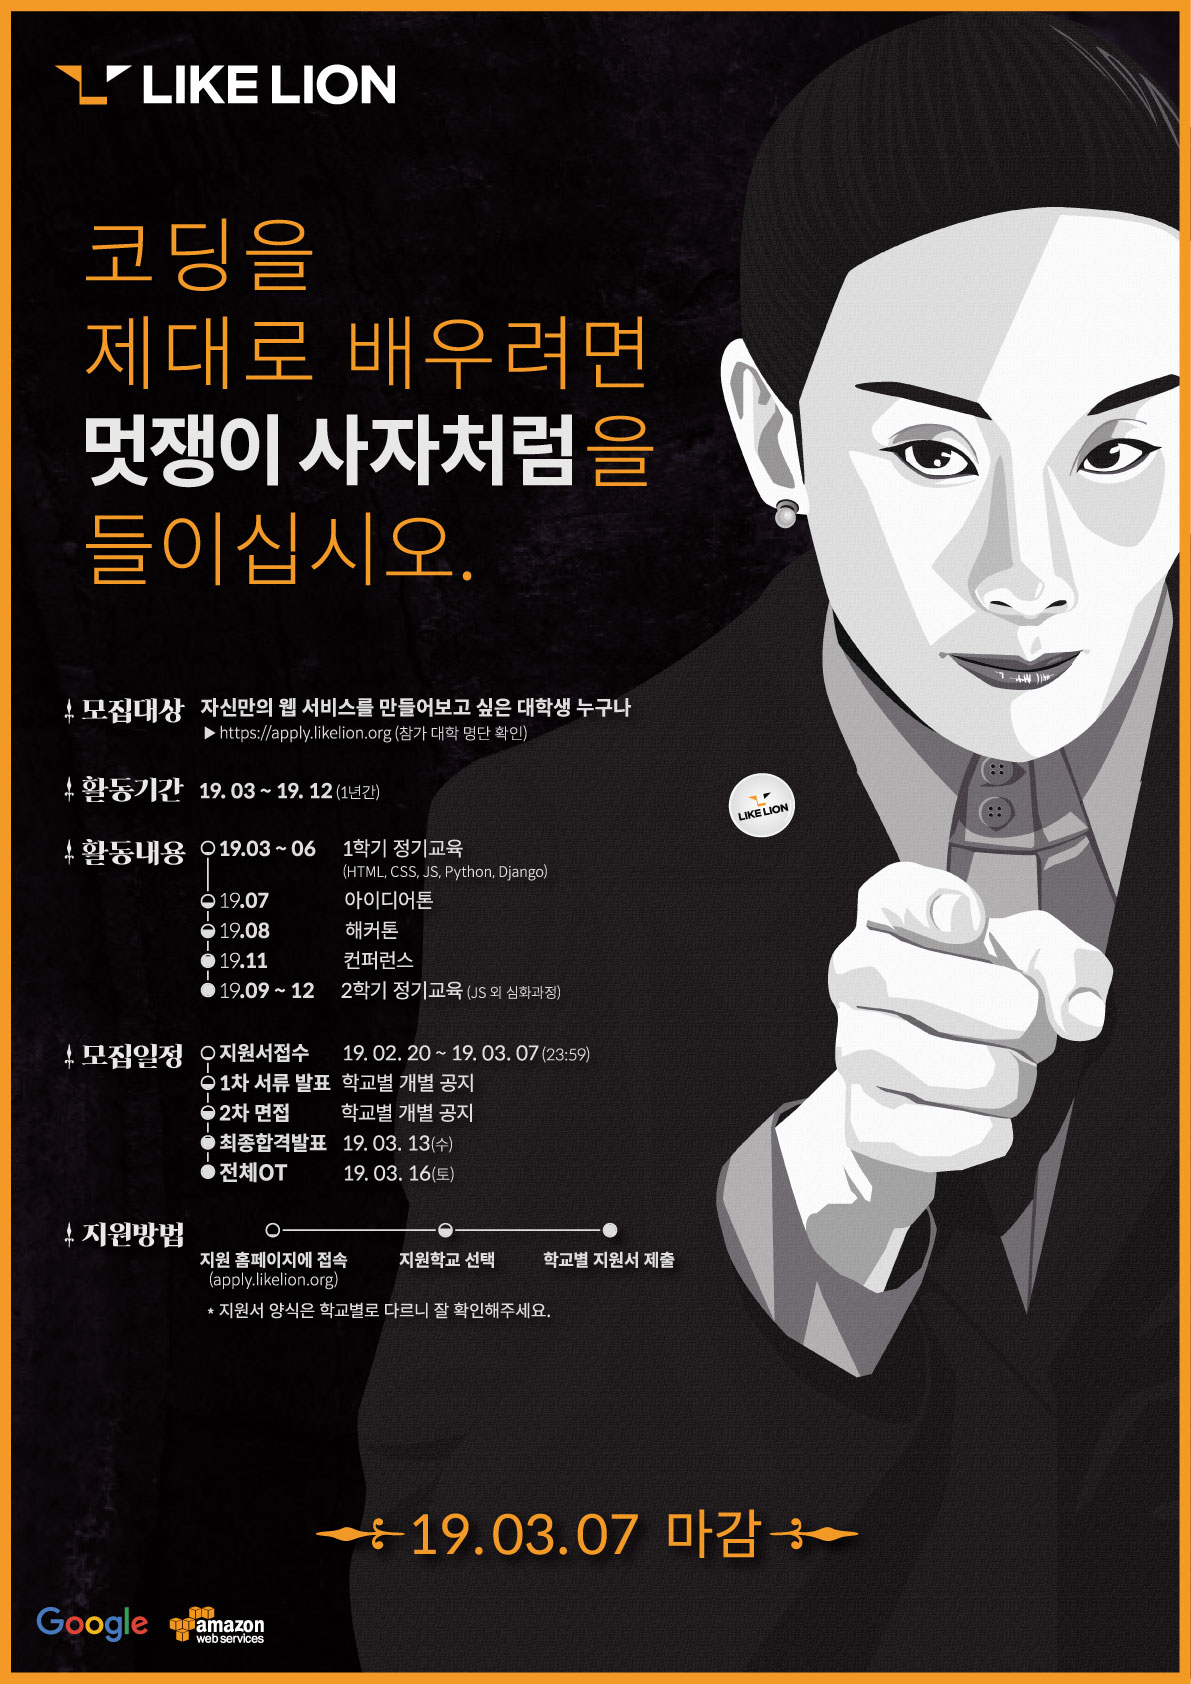 LIKE LION
코딩을
제대로 배우려면
멋쟁이 사자처럼을
들이십시오.
모집대상 자신만의 웹 서비스를 만들어보고 싶은 대학생 누구나
▶ https://apply.likelion.org (참가 대학 명단 확인)
활동기간 19. 03 ~ 19. 12 (1년간)
활동내용 19.03 ~ 06 1학기 정기교육
(HTML, CSS, JS, Python, Django)
19.07 아이디어톤
19.08 해커톤
19.11 컨퍼런스
19.09 ~ 12 2학기 정기교육 (JS 외 심화과정)
모집일정 지원서접수 19. 02. 20 ~ 19. 03. 07 (23:59)
1차 서류 발표 학교별 개별 공지
2차 면접 학교별 개별 공지
최종합격발표 19. 03. 13(수)
전체OT 19. 03. 16(토)
지원방법
지원 홈페이지에 접속 지원학교 선택 학교별 지원서 제출
(apply.likelion.org)
* 지원서 양식은 학교별로 다르니 잘 확인해주세요.
LIKE LION
19.03.07 마감
Google amazon
web services